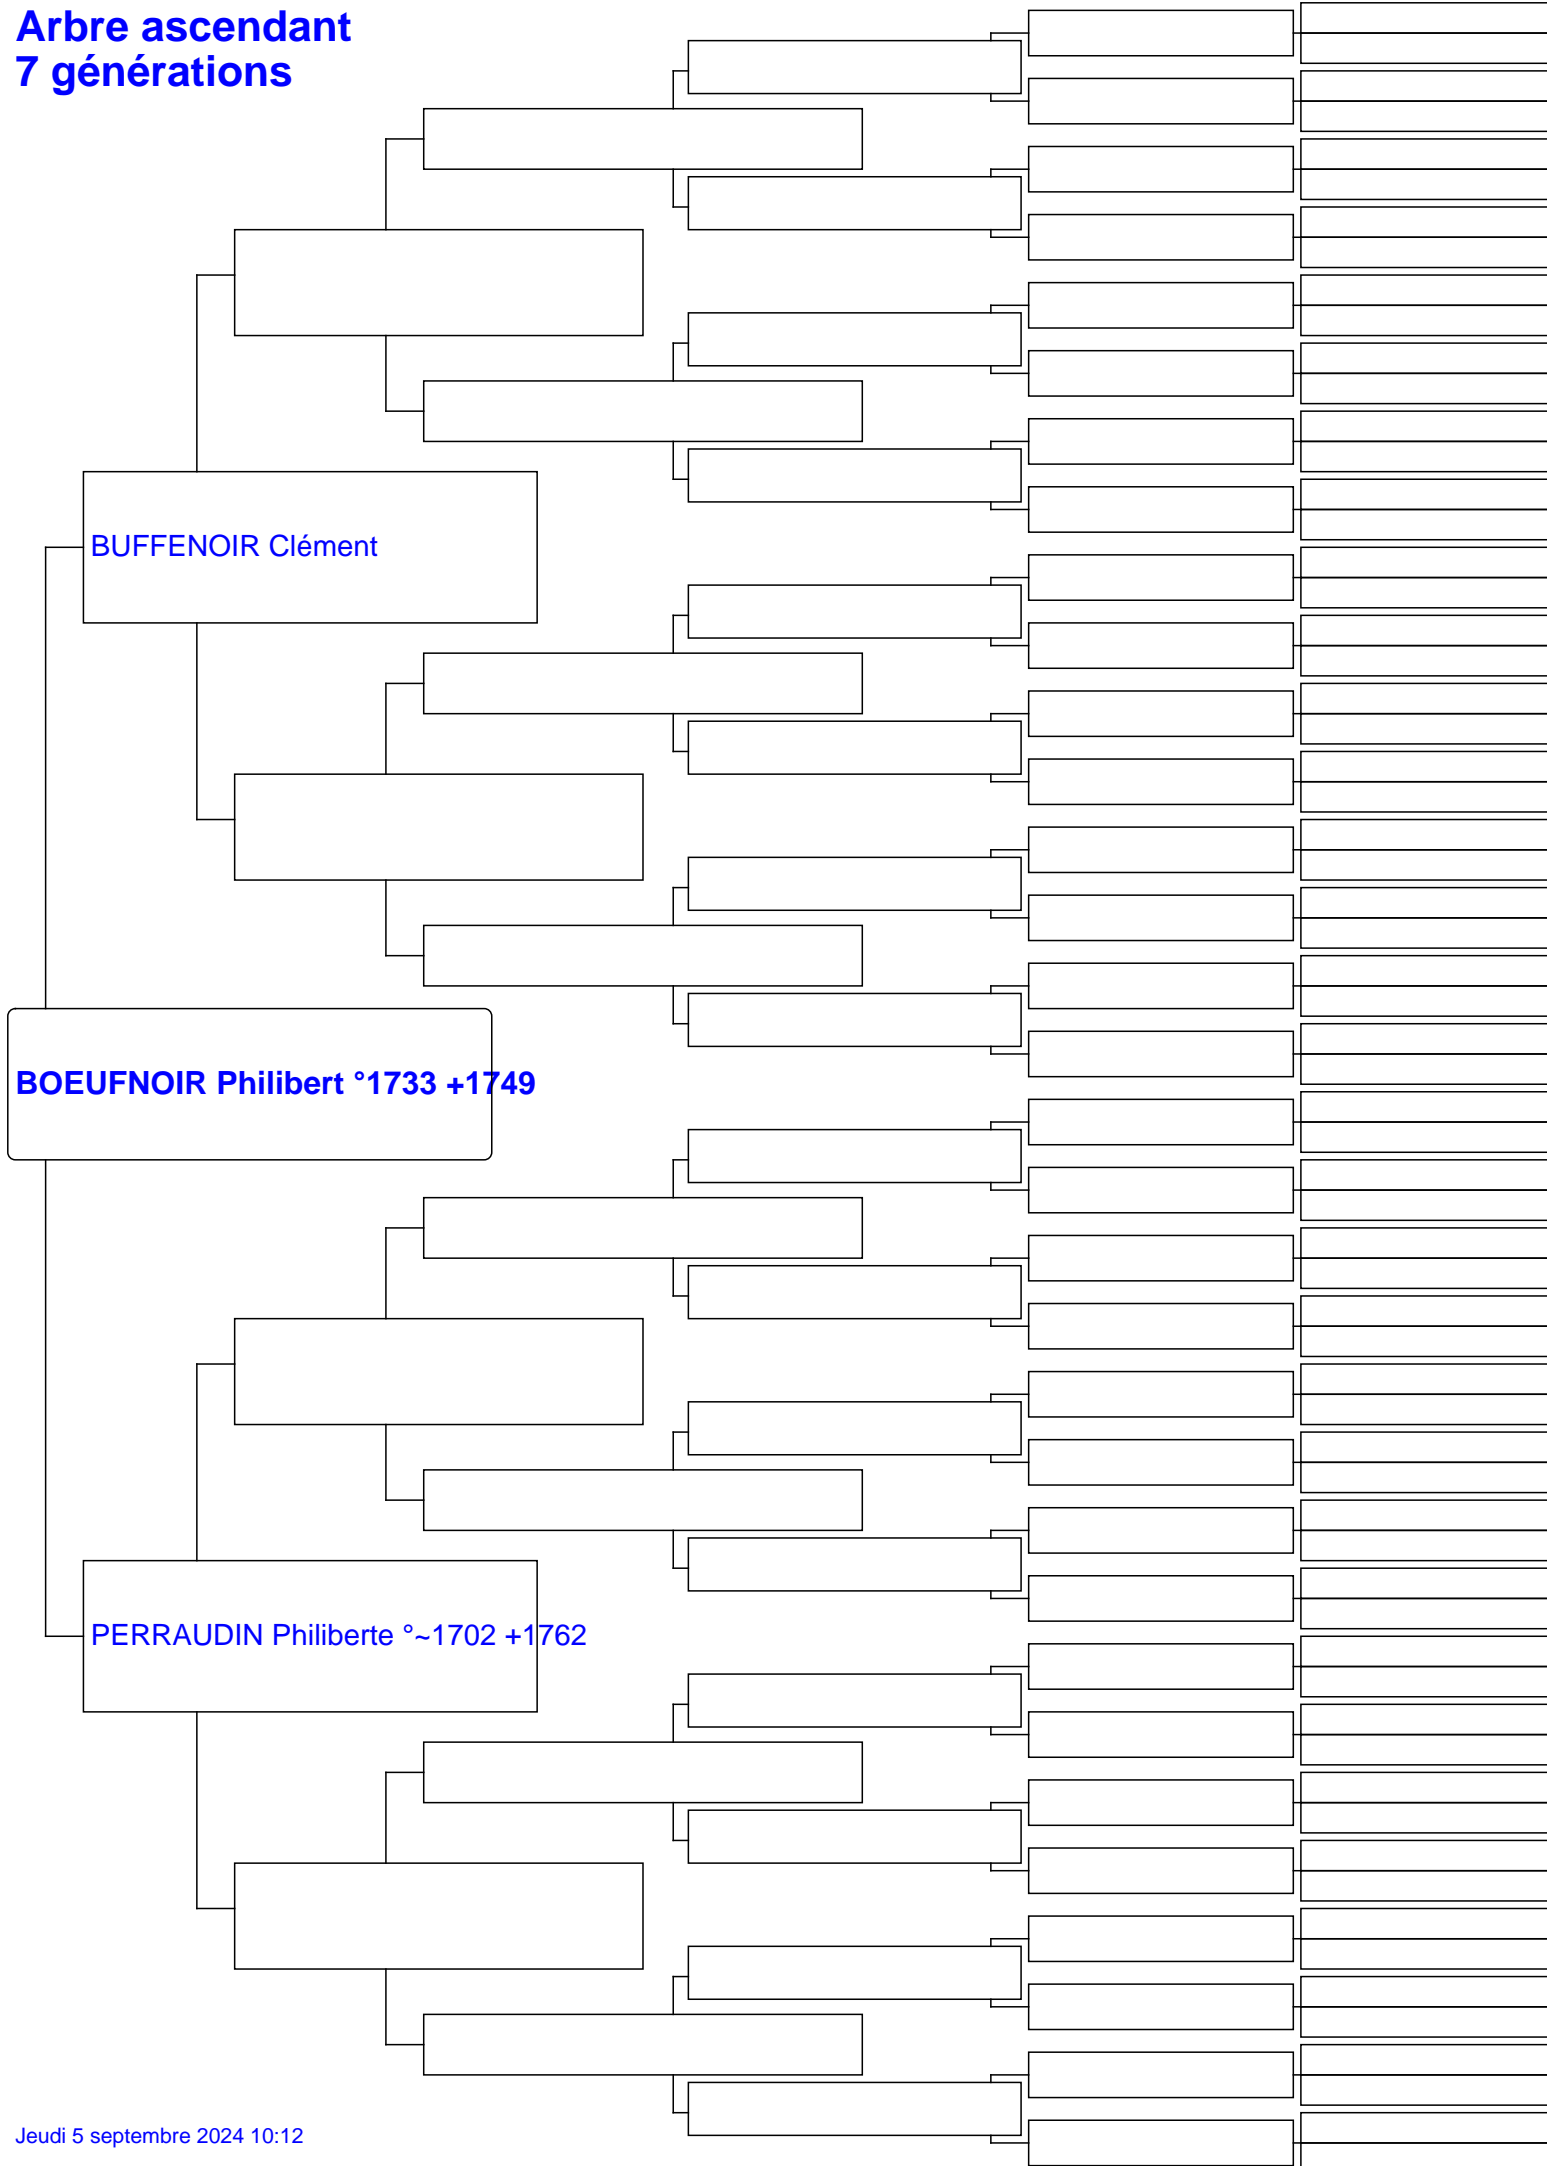 Arbre ascendant
7 générations
BUFFENOIR Clément
BOEUFNOIR Philibert °1733 +1749
PERRAUDIN Philiberte °~1702 +1762
Jeudi 5 septembre 2024 10:12